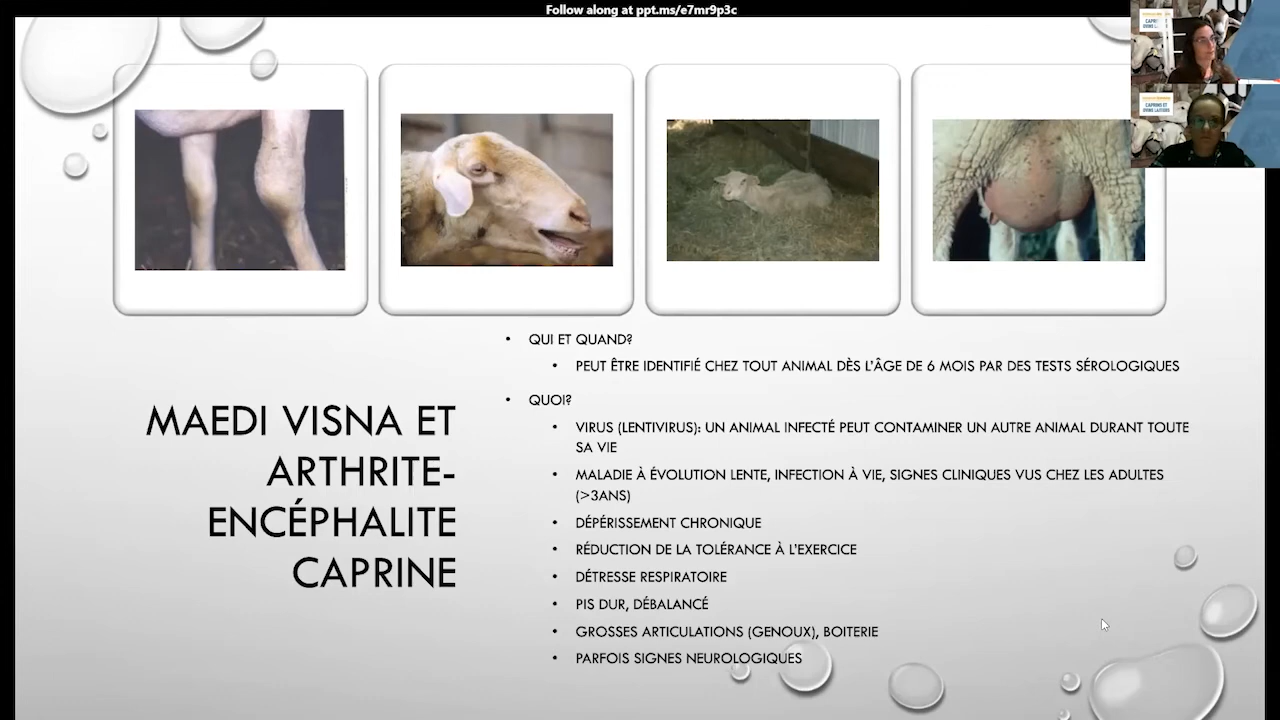 Follow along at ppt.ms/e7mr9p3c
MAEDI VISNA ET
ARTHRITE-
ENCÉPHALITE
CAPRINE
• QUI ET QUAND?
• PEUT ÊTRE IDENTIFIÉ CHEZ TOUT ANIMAL DÈS L'ÂGE DE 6 MOIS PAR DES TESTS SÉROLOGIQUES
• QUOI?
• VIRUS (LENTIVIRUS): UN ANIMAL INFECTÉ PEUT CONTAMINER UN AUTRE ANIMAL DURANT TOUTE
SA VIE
• MALADIE À ÉVOLUTION LENTE, INFECTION À VIE, SIGNES CLINIQUES VUS CHEZ LES ADULTES
(>3ANS)
• DÉPÉRISSEMENT CHRONIQUE
• RÉDUCTION DE LA TOLÉRANCE À L'EXERCICE
• DÉTRESSE RESPIRATOIRE
• PIS DUR, DÉBALANCÉ
• GROSSES ARTICULATIONS (GENOUX), BOITERIE
• PARFOIS SIGNES NEUROLOGIQUES